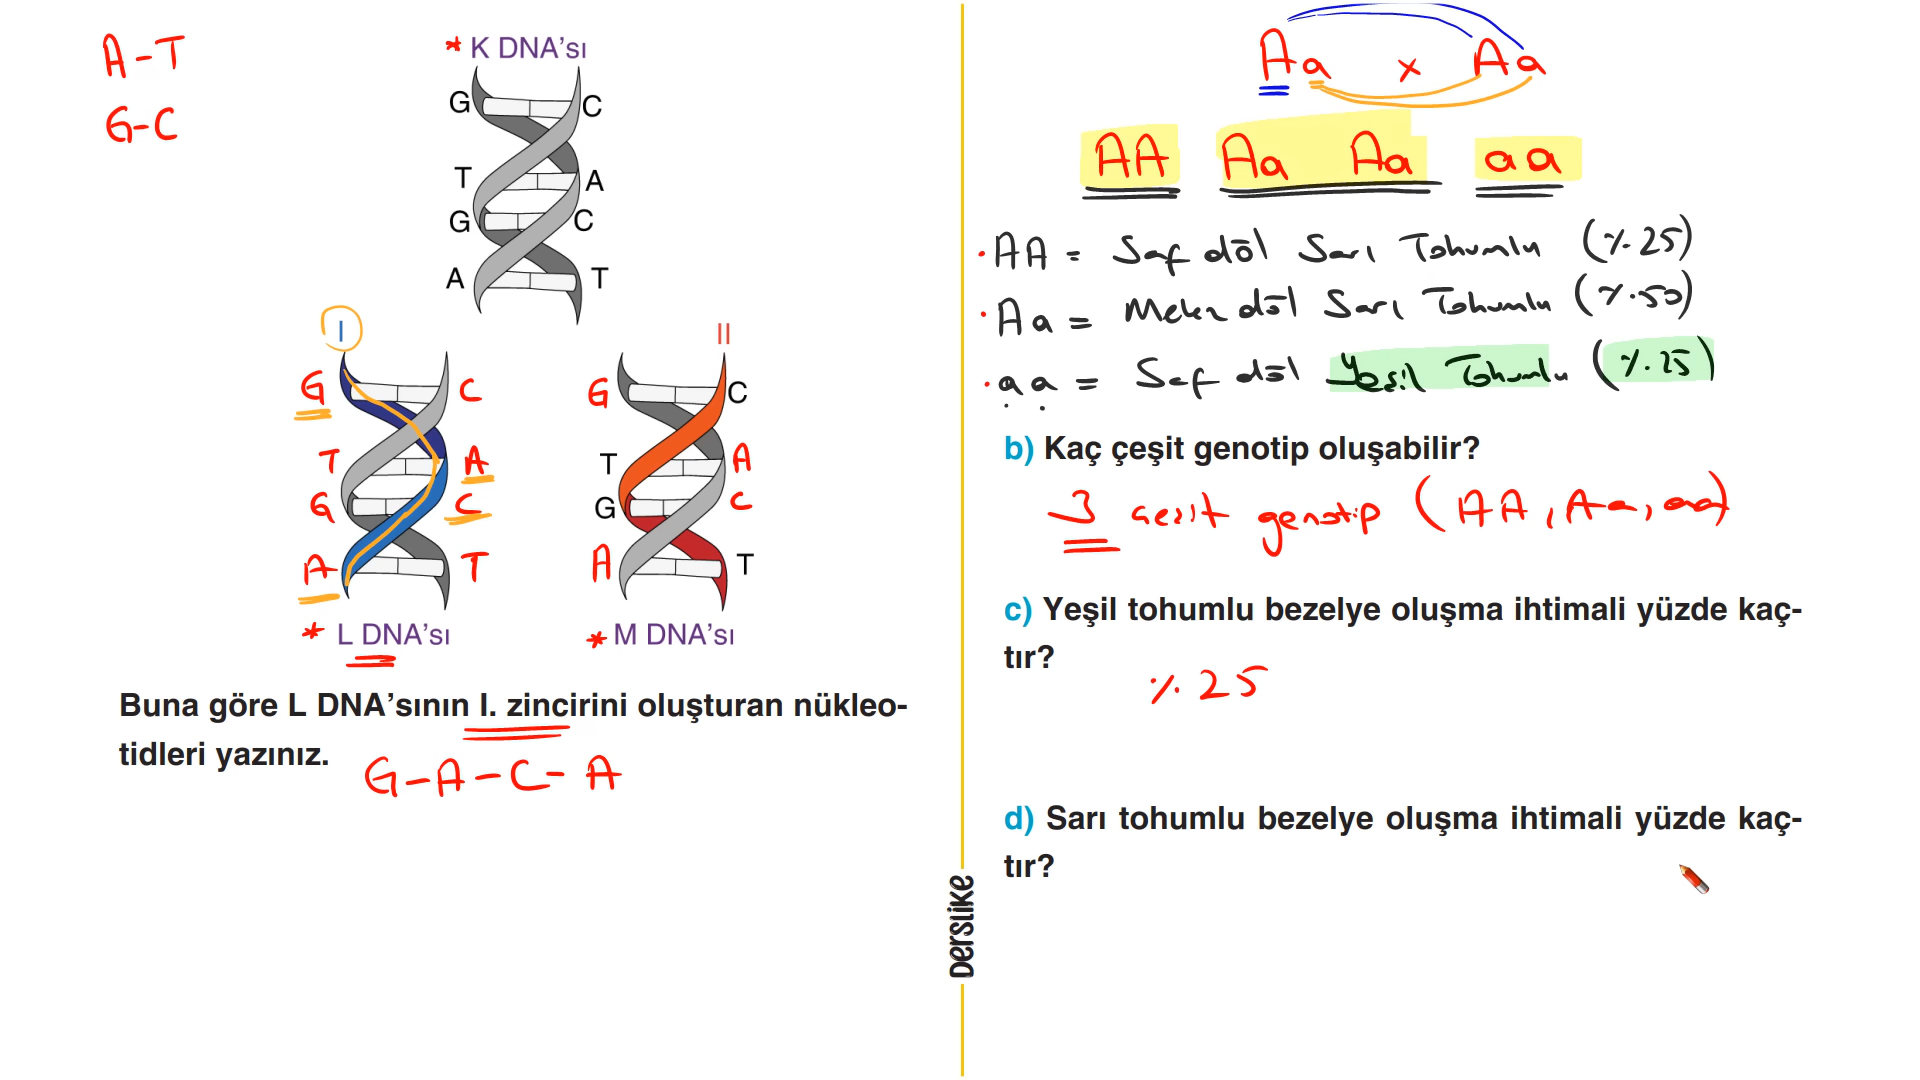 A-T
G-C
* K DNA'sı
G C
T A
G C
A T
I
G C
T A
G C
A T
* L DNA'sı
II
G C
T A
G C
A T
* M DNA'sı
Buna göre L DNA'sının I. zincirini oluşturan nükleo-
tidleri yazınız.
G-A-C-A
DERSLİKE
Aa x Aa
AA Aa Aa aa
• AA = Saf döl Sarı Tohumlu (%25)
• Aa = Melez döl Sarı Tohumlu (%.50)
• aa = Saf döl Yeşil Tohumlu (%.25)
b) Kaç çeşit genotip oluşabilir?
3 çeşit genotip (AA, Aa, aa)
c) Yeşil tohumlu bezelye oluşma ihtimali yüzde kaç-
tır?
%25
d) Sarı tohumlu bezelye oluşma ihtimali yüzde kaç-
tır?